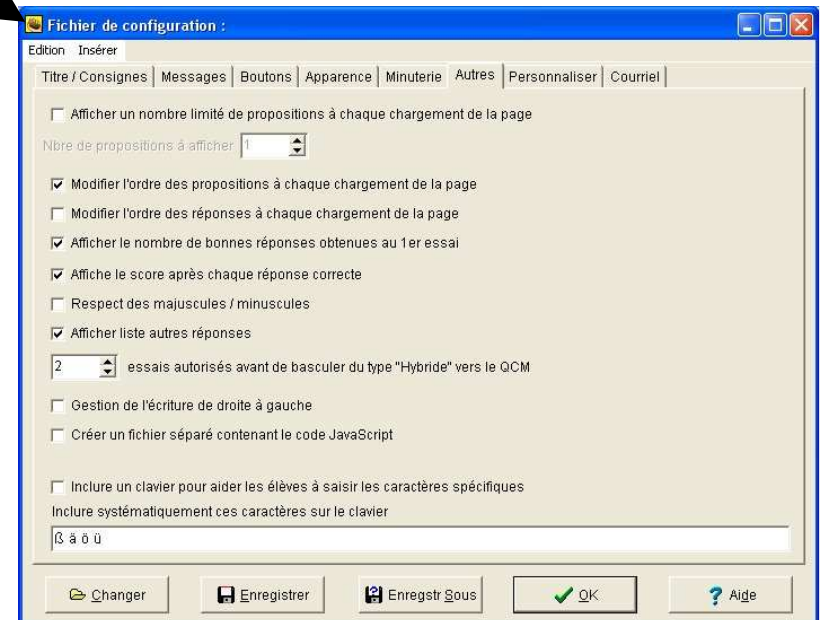 Fichier de configuration :
Edition Insérer
Titre / Consignes Messages Boutons Apparence Minuterie Autres Personnaliser Courriel
Afficher un nombre limité de propositions à chaque chargement de la page
Nbre de propositions à afficher 1
Modifier l'ordre des propositions à chaque chargement de la page
Modifier l'ordre des réponses à chaque chargement de la page
Afficher le nombre de bonnes réponses obtenues au 1er essai
Affiche le score après chaque réponse correcte
Respect des majuscules / minuscules
Afficher liste autres réponses
2 essais autorisés avant de basculer du type "Hybride" vers le QCM
Gestion de l'écriture de droite à gauche
Créer un fichier séparé contenant le code JavaScript
Inclure un clavier pour aider les élèves à saisir les caractères spécifiques
Inclure systématiquement ces caractères sur le clavier
ß ä ö ü
Changer Enregistrer Enregstr Sous OK Aide